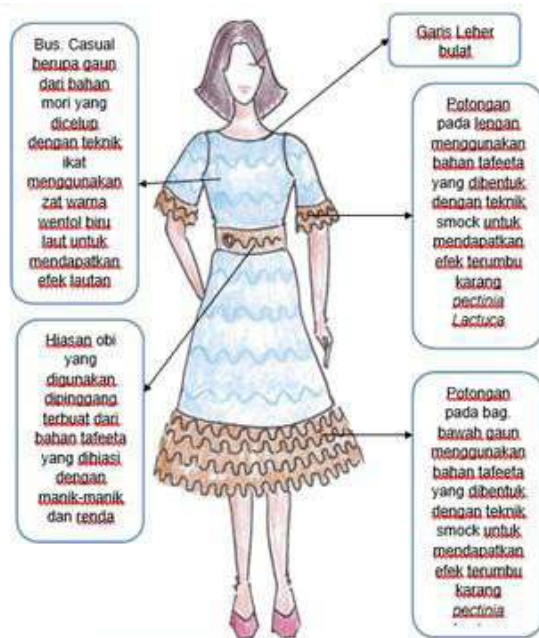 Bus. Casual
berupa gaun
dari bahan
mori yang
dicelup
dengan teknik
ikat
menggunakan
zat warna
wentol biru
laut untuk
mendapatkan
efek lautan
Garis Leher
bulat
Potongan
pada lengan
menggunakan
bahan tafeeta
yang dibentuk
dengan teknik
smock untuk
mendapatkan
efek terumbu
karang
pectinia
Lactuca
Hiasan obi
yang
digunakan
dipinggang
terbuat dari
bahan tafeeta
yang dihiasi
dengan
manik-manik
dan renda
Potongan
pada bag.
bawah gaun
menggunakan
bahan tafeeta
yang dibentuk
dengan teknik
smock untuk
mendapatkan
efek terumbu
karang
pectinia